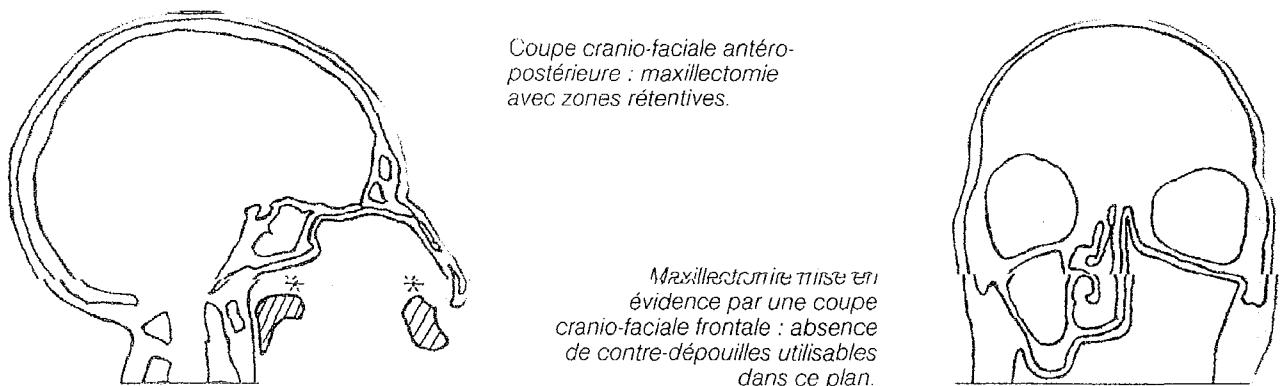 Coupe cranio-faciale antéro-
postérieure : maxillectomie
avec zones rétentives.
Maxillectomie mise en
évidence par une coupe
cranio-faciale frontale : absence
de contre-dépouilles utilisables
dans ce plan.